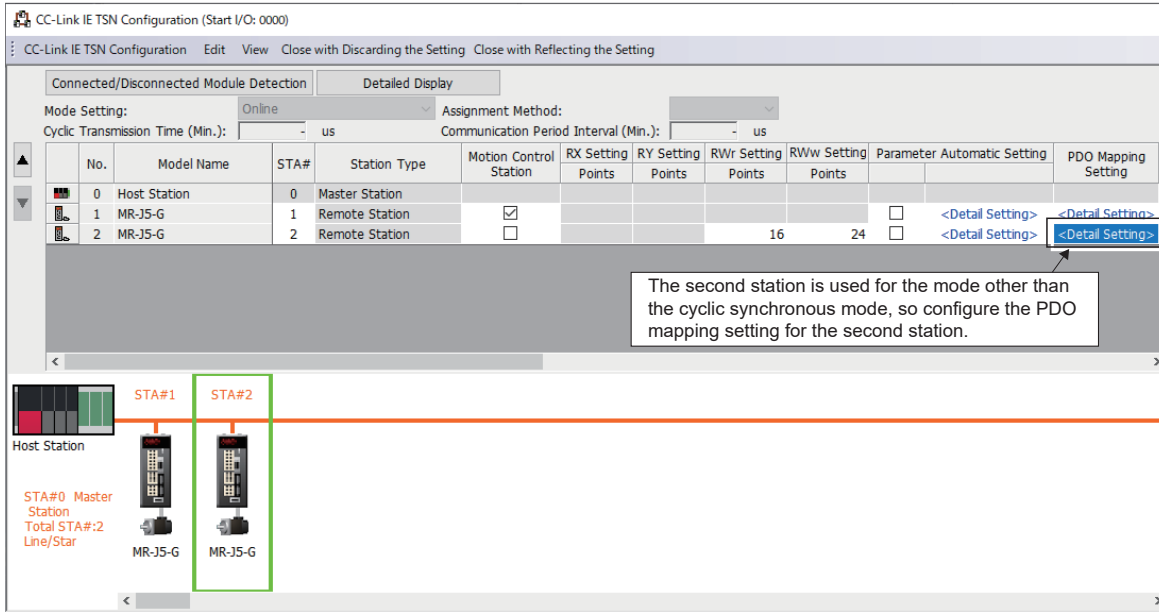 CC-Link IE TSN Configuration (Start I/O: 0000)
CC-Link IE TSN Configuration Edit View Close with Discarding the Setting Close with Reflecting the Setting
Connected/Disconnected Module Detection Detailed Display
Mode Setting: Online Assignment Method:
Cyclic Transmission Time (Min.): - us Communication Period Interval (Min.): - us
No. Model Name STA# Station Type Motion Control Station RX Setting RY Setting RWr Setting RWw Setting Parameter Automatic Setting PDO Mapping Setting
Points Points Points Points
0 Host Station 0 Master Station
1 MR-J5-G 1 Remote Station <Detail Setting> <Detail Setting>
2 MR-J5-G 2 Remote Station 16 24 <Detail Setting> <Detail Setting>
The second station is used for the mode other than
the cyclic synchronous mode, so configure the PDO
mapping setting for the second station.
STA#1 STA#2
Host Station
STA#0 Master
Station
Total STA#:2
Line/Star
MR-J5-G MR-J5-G